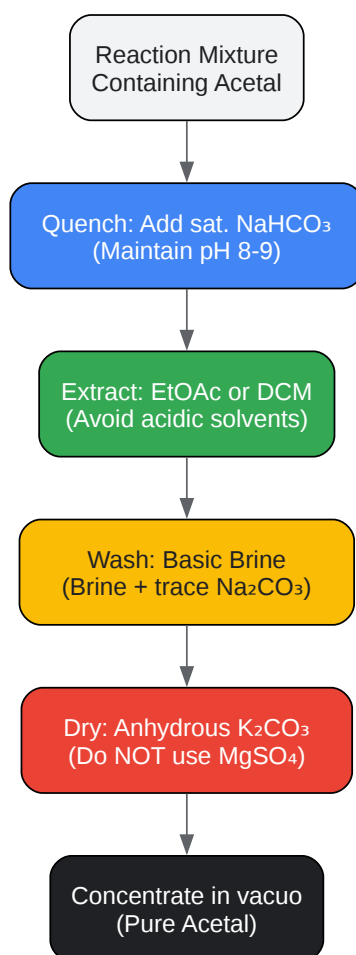 Reaction Mixture
Containing Acetal
Quench: Add sat. NaHCO₃
(Maintain pH 8-9)
Extract: EtOAc or DCM
(Avoid acidic solvents)
Wash: Basic Brine
(Brine + trace Na₂CO₃)
Dry: Anhydrous K₂CO₃
(Do NOT use MgSO₄)
Concentrate in vacuo
(Pure Acetal)